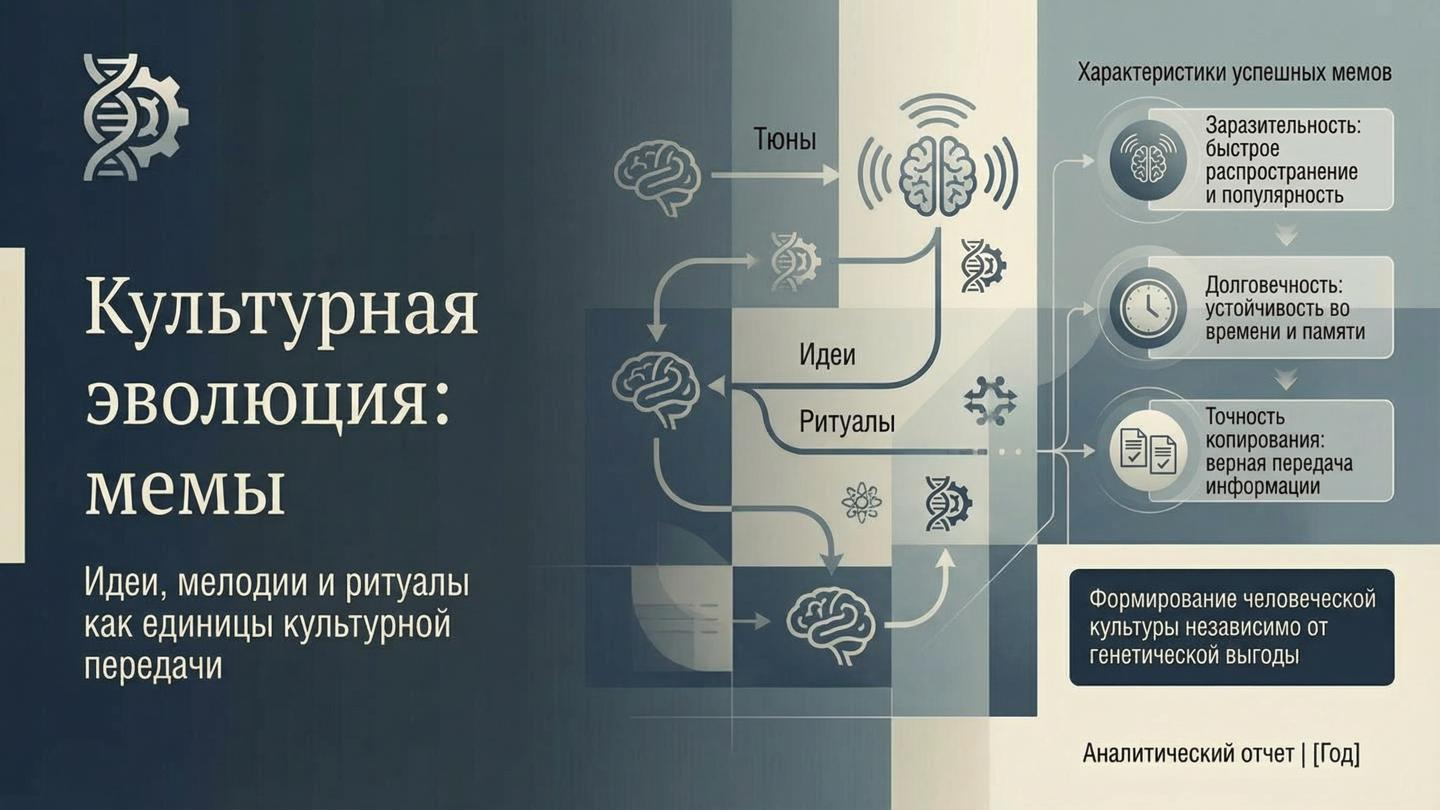 Культурная
эволюция:
мемы
Идеи, мелодии и ритуалы
как единицы культурной
передачи
Тюны
Идеи
Ритуалы
Характеристики успешных мемов
Заразительность:
быстрое
распространение
и популярность
Долговечность:
устойчивость во
времени и памяти
Точность
копирования:
верная передача
информации
Формирование человеческой
культуры независимо от
генетической выгоды
Аналитический отчет | [Год]